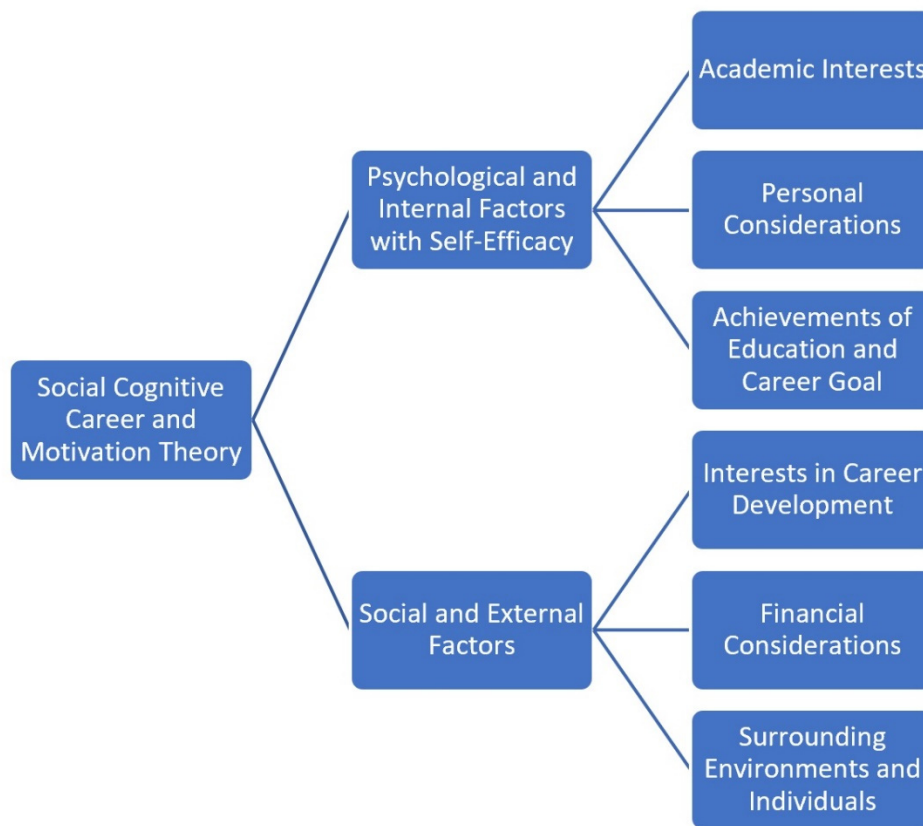 Academic Interests
Psychological and
Internal Factors
with Self-Efficacy
Personal
Considerations
Achievements of
Education and
Career Goal
Social Cognitive
Career and
Motivation Theory
Interests in Career
Development
Social and External
Factors
Financial
Considerations
Surrounding
Environments and
Individuals